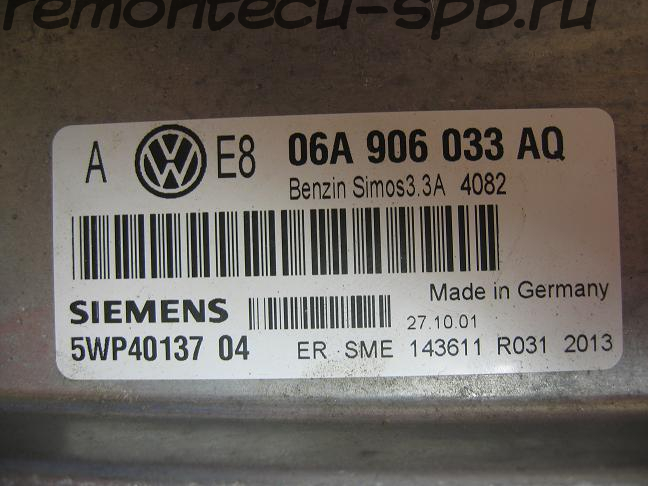 remontecu-spb.ru
A VW E8 06A 906 033 AQ
Benzin Simos3.3A 4082
Made in Germany
SIEMENS
27.10.01
5WP40137 04 ER SME 143611 R031 2013